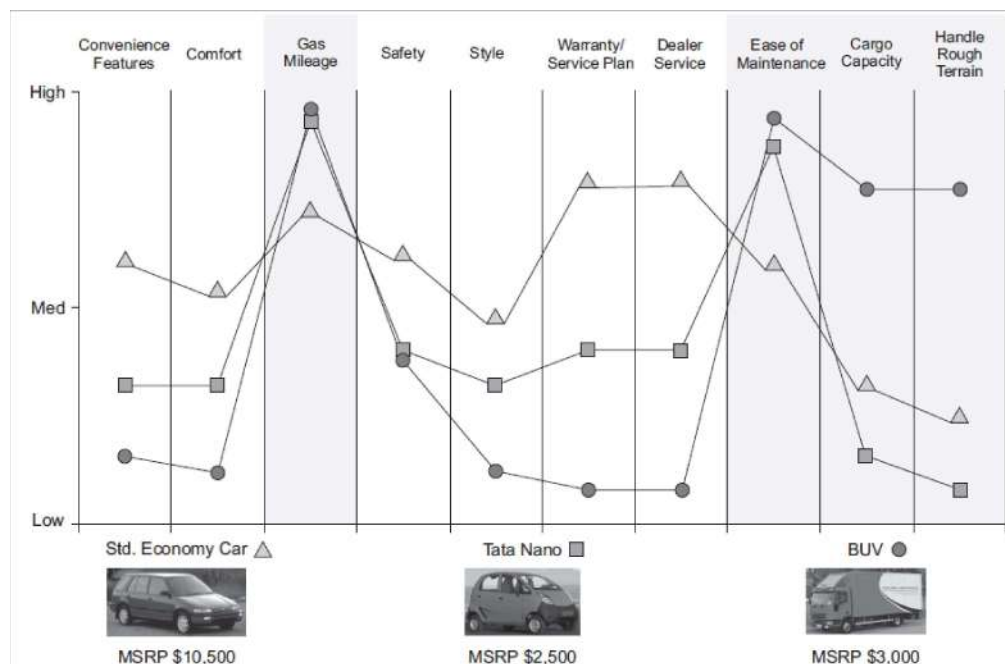 Convenience
Features
Comfort
Gas
Mileage
Safety
Style
Warranty/
Service Plan
Dealer
Service
Ease of
Maintenance
Cargo
Capacity
Handle
Rough
Terrain
High
Med
Low
Std. Economy Car
Tata Nano
BUV
MSRP $10,500
MSRP $2,500
MSRP $3,000